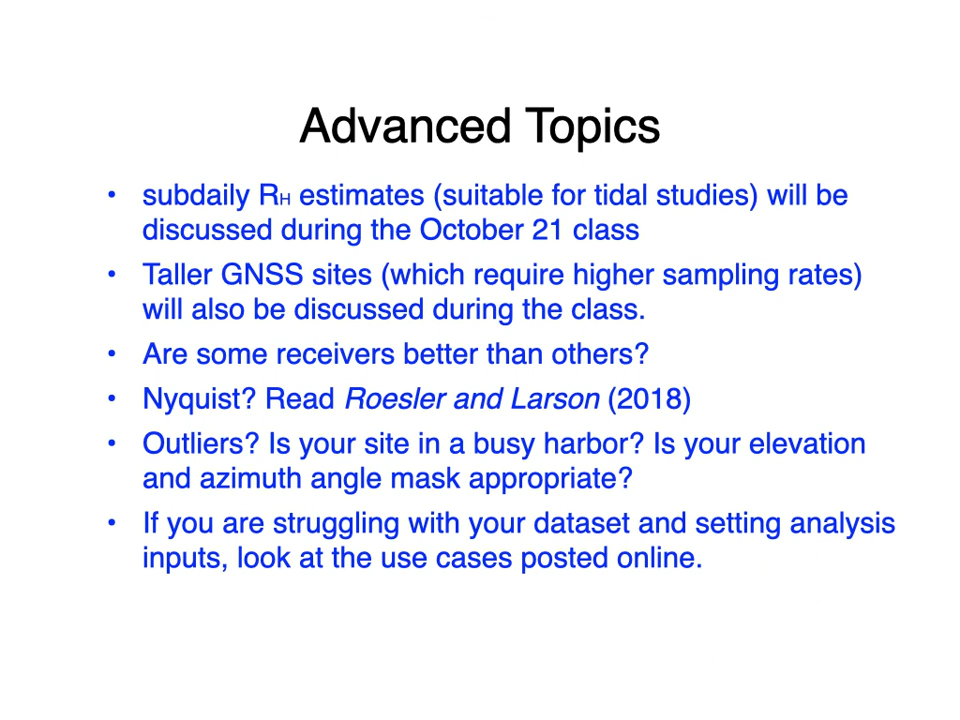 Advanced Topics
• subdaily RH estimates (suitable for tidal studies) will be
discussed during the October 21 class
• Taller GNSS sites (which require higher sampling rates)
will also be discussed during the class.
• Are some receivers better than others?
• Nyquist? Read Roesler and Larson (2018)
• Outliers? Is your site in a busy harbor? Is your elevation
and azimuth angle mask appropriate?
• If you are struggling with your dataset and setting analysis
inputs, look at the use cases posted online.